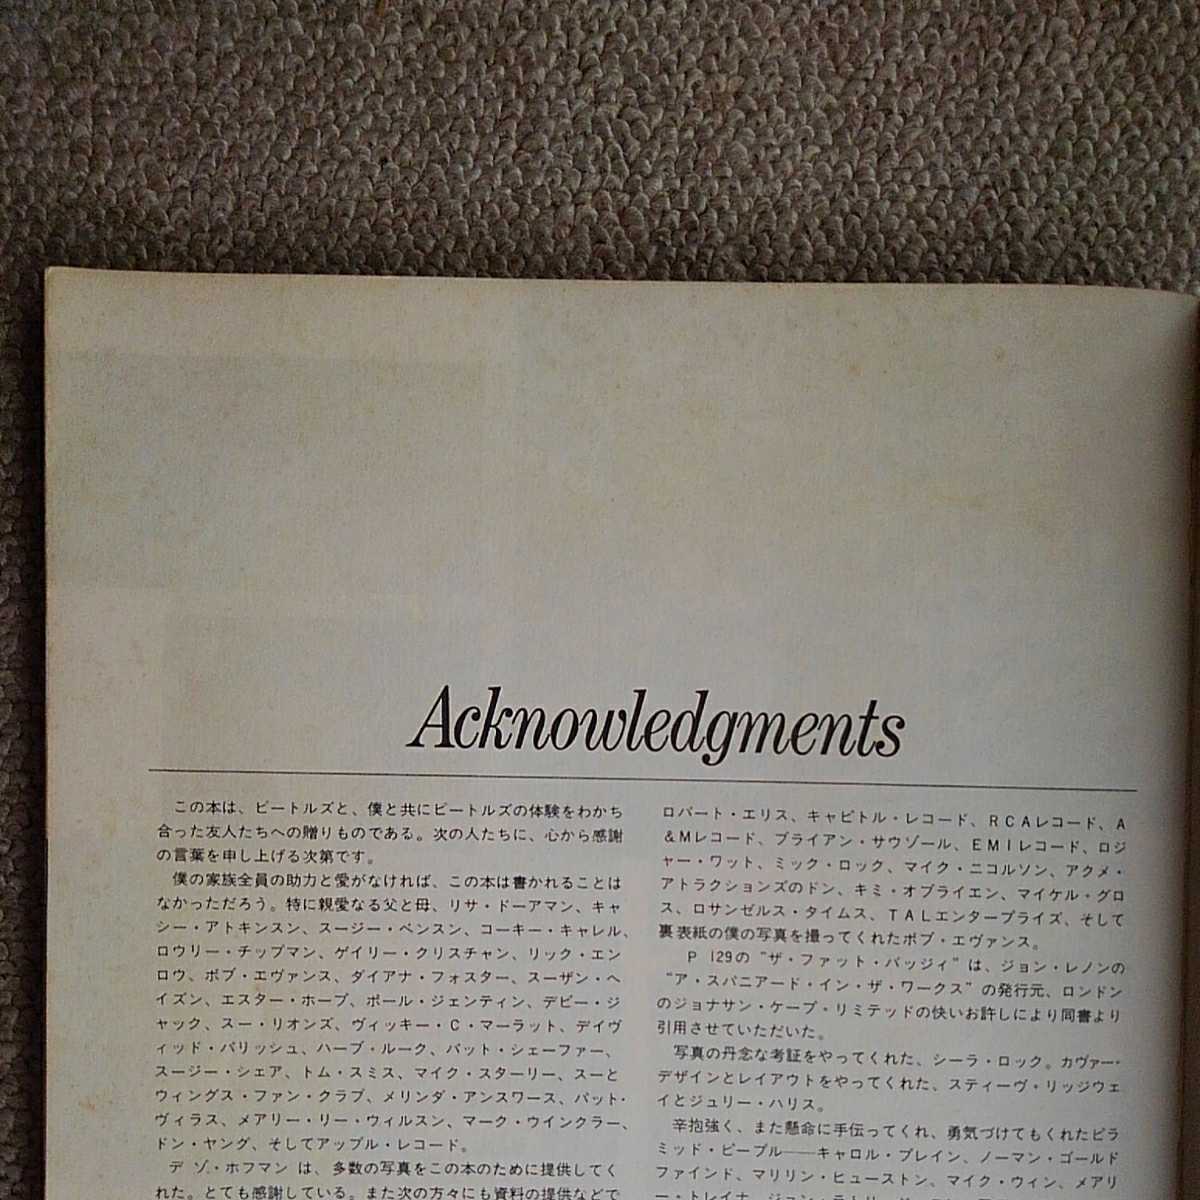 Acknowledgments
この本は、ビートルズと、僕と共にビートルズの体験をわかち
合った友人たちへの贈りものである。次の人たちに、心から感謝
の言葉を申し上げる次第です。
僕の家族全員の助力と愛がなければ、この本は書かれることは
なかっただろう。特に親愛なる父と母、リサ・ドーアマン、キャ
シー・アトキンスン、スージー・ベンスン、コーキー・キャレル、
ロウリー・チップマン、ゲイリー・クリスチャン、リック・エン
ロウ、ボブ・エヴァンス、ダイアナ・フォスター、スーザン・ヘ
イズン、エスター・ホープ、ポール・ジェンティン、デビー・ジ
ャック、スー・リオンズ、ヴィッキー・C・マーラット、デイヴ
ィッド・パリッシュ、ハーブ・ルーク、パット・シェーファー、
スージー・シェア、トム・スミス、マイク・スターリー、スーと
ウィングス・ファン・クラブ、メリンダ・アンスワース、パット・
ヴィラス、メアリー・リー・ウィルスン、マーク・ウインクラー、
ドン・ヤング、そしてアップル・レコード。
デゾ・ホフマンは、多数の写真をこの本のために提供してく
れた。とても感謝している。また次の方々にも資料の提供などで
ロバート・エリス、キャピトル・レコード、RCAレコード、A
&Mレコード、ブライアン・サウゾール、EMIレコード、ロジ
ャー・ワット、ミック・ロック、マイク・ニコルソン、アクメ・
アトラクションズのドン、キミ・オブライエン、マイケル・グロ
ス、ロサンゼルス・タイムス、TALエンタープライズ、そして
裏表紙の僕の写真を撮ってくれたボブ・エヴァンス。
P 129の"ザ・ファット・バッジィ"は、ジョン・レノンの
"ア・スパニアード・イン・ザ・ワークス"の発行元、ロンドン
のジョナサン・ケープ・リミテッドの快いお許しにより同書より
引用させていただいた。
写真の丹念な考証をやってくれた、シーラ・ロック。カヴァー・
デザインとレイアウトをやってくれた、スティーヴ・リッジウェ
イとジュリー・ハリス。
辛抱強く、また懸命に手伝ってくれ、勇気づけてもくれたピラ
ミッド・ピープル──キャロル・ブレイン、ノーマン・ゴールド
ファインド、マリリン・ヒューストン、マイク・ウィン、メアリ